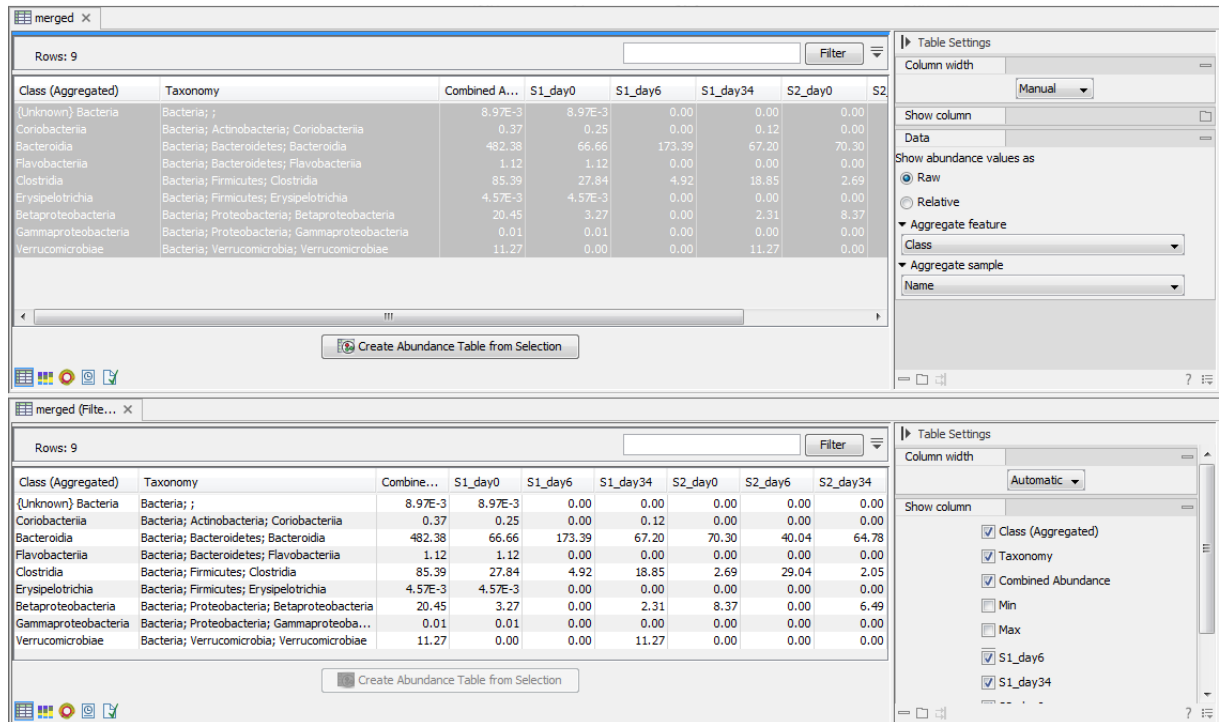 merged
Rows: 9 Filter
Class (Aggregated) Taxonomy Combined A... S1_day0 S1_day6 S1_day34 S2_day0 S2
{Unknown} Bacteria Bacteria; ; 8.97E-3 8.97E-3 0.00 0.00 0.00
Coriobacteriia Bacteria; Actinobacteria; Coriobacteriia 0.37 0.25 0.00 0.12 0.00
Bacteroidia Bacteria; Bacteroidetes; Bacteroidia 482.38 66.66 173.39 67.20 70.30
Flavobacteriia Bacteria; Bacteroidetes; Flavobacteriia 1.12 1.12 0.00 0.00 0.00
Clostridia Bacteria; Firmicutes; Clostridia 85.39 27.84 4.92 18.85 2.69
Erysipelotrichia Bacteria; Firmicutes; Erysipelotrichia 4.57E-3 4.57E-3 0.00 0.00 0.00
Betaproteobacteria Bacteria; Proteobacteria; Betaproteobacteria 20.45 3.27 0.00 2.31 8.37
Gammaproteobacteria Bacteria; Proteobacteria; Gammaproteobacteria 0.01 0.01 0.00 0.00 0.00
Verrucomicrobiae Bacteria; Verrucomicrobia; Verrucomicrobiae 11.27 0.00 0.00 11.27 0.00
Create Abundance Table from Selection
Table Settings
Column width
Manual
Show column
Data
Show abundance values as
Raw
Relative
Aggregate feature
Class
Aggregate sample
Name
?
merged (Filte...
Rows: 9 Filter
Class (Aggregated) Taxonomy Combine... S1_day0 S1_day6 S1_day34 S2_day0 S2_day6 S2_day34
{Unknown} Bacteria Bacteria; ; 8.97E-3 8.97E-3 0.00 0.00 0.00 0.00 0.00
Coriobacteriia Bacteria; Actinobacteria; Coriobacteriia 0.37 0.25 0.00 0.12 0.00 0.00 0.00
Bacteroidia Bacteria; Bacteroidetes; Bacteroidia 482.38 66.66 173.39 67.20 70.30 40.04 64.78
Flavobacteriia Bacteria; Bacteroidetes; Flavobacteriia 1.12 1.12 0.00 0.00 0.00 0.00 0.00
Clostridia Bacteria; Firmicutes; Clostridia 85.39 27.84 4.92 18.85 2.69 29.04 2.05
Erysipelotrichia Bacteria; Firmicutes; Erysipelotrichia 4.57E-3 4.57E-3 0.00 0.00 0.00 0.00 0.00
Betaproteobacteria Bacteria; Proteobacteria; Betaproteobacteria 20.45 3.27 0.00 2.31 8.37 0.00 6.49
Gammaproteobacteria Bacteria; Proteobacteria; Gammaproteoba... 0.01 0.01 0.00 0.00 0.00 0.00 0.00
Verrucomicrobiae Bacteria; Verrucomicrobia; Verrucomicrobiae 11.27 0.00 0.00 11.27 0.00 0.00 0.00
Create Abundance Table from Selection
Table Settings
Column width
Automatic
Show column
Class (Aggregated)
Taxonomy
Combined Abundance
Min
Max
S1_day6
S1_day34
?